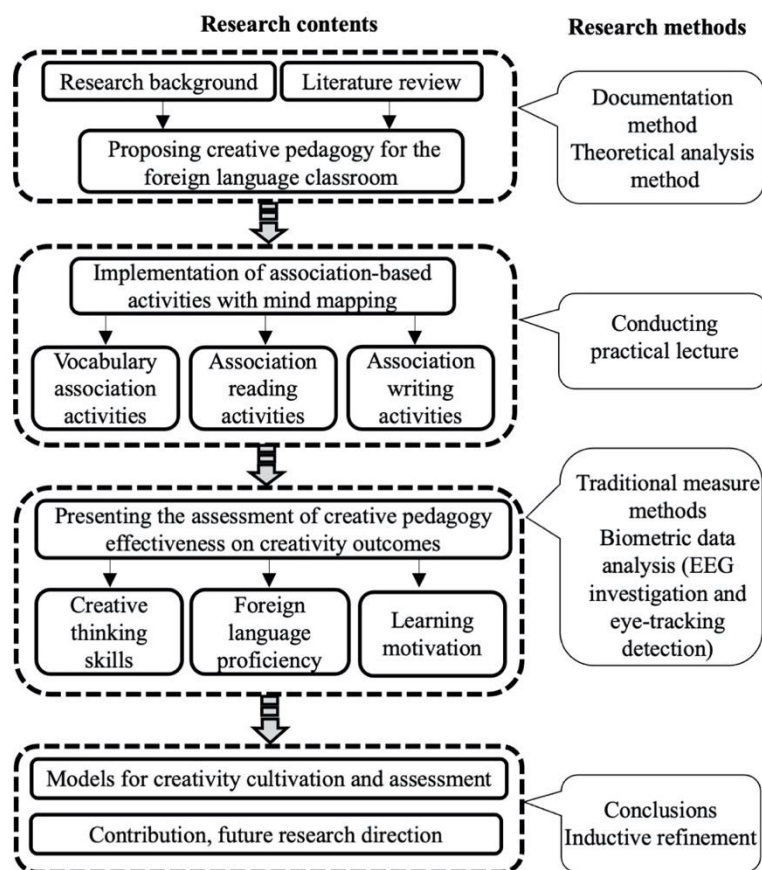 Research contents
Research methods
Research background
Literature review
Proposing creative pedagogy for the
foreign language classroom
Documentation
method
Theoretical analysis
method
Implementation of association-based
activities with mind mapping
Vocabulary
association
activities
Association
reading
activities
Association
writing
activities
Conducting
practical lecture
Presenting the assessment of creative pedagogy
effectiveness on creativity outcomes
Creative
thinking
skills
Foreign
language
proficiency
Learning
motivation
Traditional measure
methods
Biometric data
analysis (EEG
investigation and
eye-tracking
detection)
Models for creativity cultivation and assessment
Contribution, future research direction
Conclusions
Inductive refinement